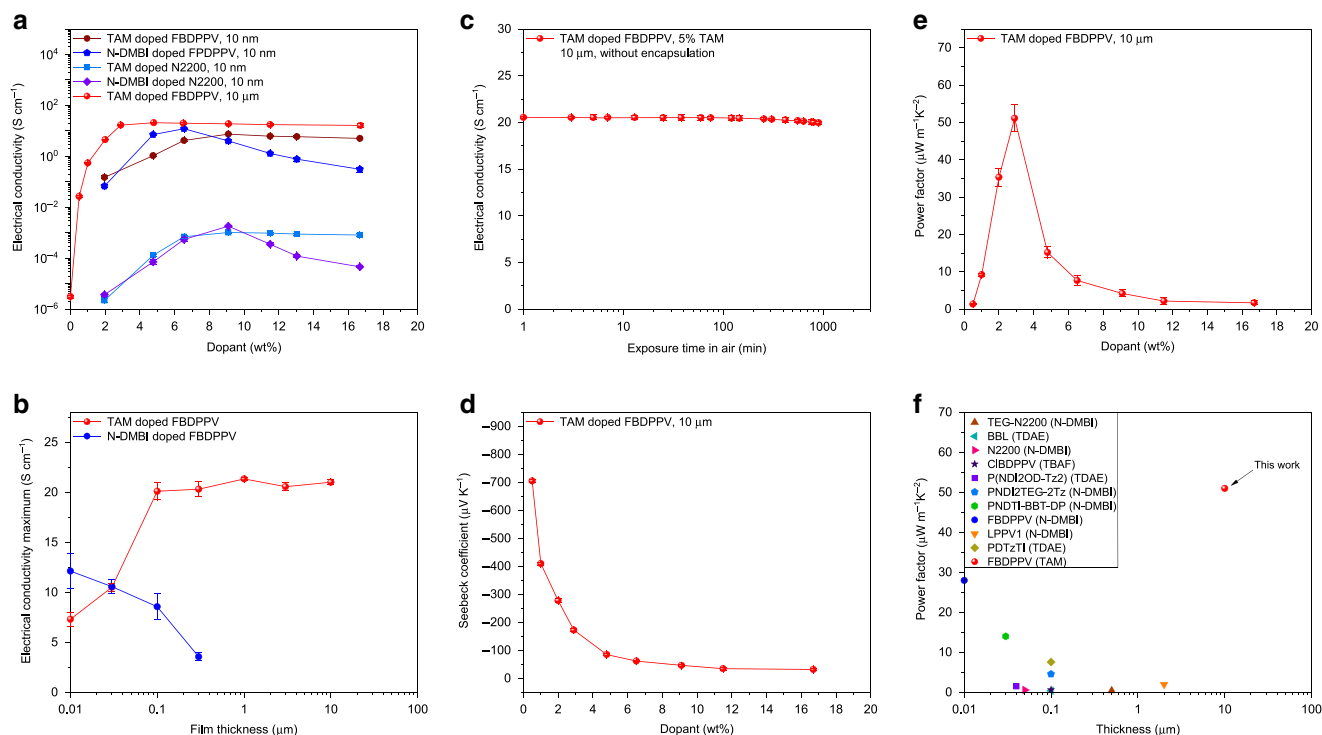 a
TAM doped FBDPPV, 10 nm
N-DMBI doped FPDPPV, 10 nm
TAM doped N2200, 10 nm
N-DMBI doped N2200, 10 nm
TAM doped FBDPPV, 10 μm
Electrical conductivity (S cm⁻¹)
10⁴
10²
10⁰
10⁻²
10⁻⁴
10⁻⁶
0 2 4 6 8 10 12 14 16 18 20
Dopant (wt%)
c
TAM doped FBDPPV, 5% TAM
10 μm, without encapsulation
Electrical conductivity (S cm⁻¹)
30
25
20
15
10
5
0
1 10 100 1000
Exposure time in air (min)
e
TAM doped FBDPPV, 10 μm
Power factor (μW m⁻¹K⁻²)
70
60
50
40
30
20
10
0
0 2 4 6 8 10 12 14 16 18 20
Dopant (wt%)
b
TAM doped FBDPPV
N-DMBI doped FBDPPV
Electrical conductivity maximum (S cm⁻¹)
25
20
15
10
5
0
0.01 0.1 1 10 100
Film thickness (μm)
d
TAM doped FBDPPV, 10 μm
Seebeck coefficient (μV K⁻¹)
−900
−800
−700
−600
−500
−400
−300
−200
−100
0
0 2 4 6 8 10 12 14 16 18 20
Dopant (wt%)
f
TEG-N2200 (N-DMBI)
BBL (TDAE)
N2200 (N-DMBI)
ClBDPPV (TBAF)
P(NDI2OD-Tz2) (TDAE)
PNDI2TEG-2Tz (N-DMBI)
PNDTI-BBT-DP (N-DMBI)
FBDPPV (N-DMBI)
LPPV1 (N-DMBI)
PDTzTI (TDAE)
FBDPPV (TAM)
This work
Power factor (μW m⁻¹K⁻²)
70
60
50
40
30
20
10
0
0.01 0.1 1 10 100
Thickness (μm)